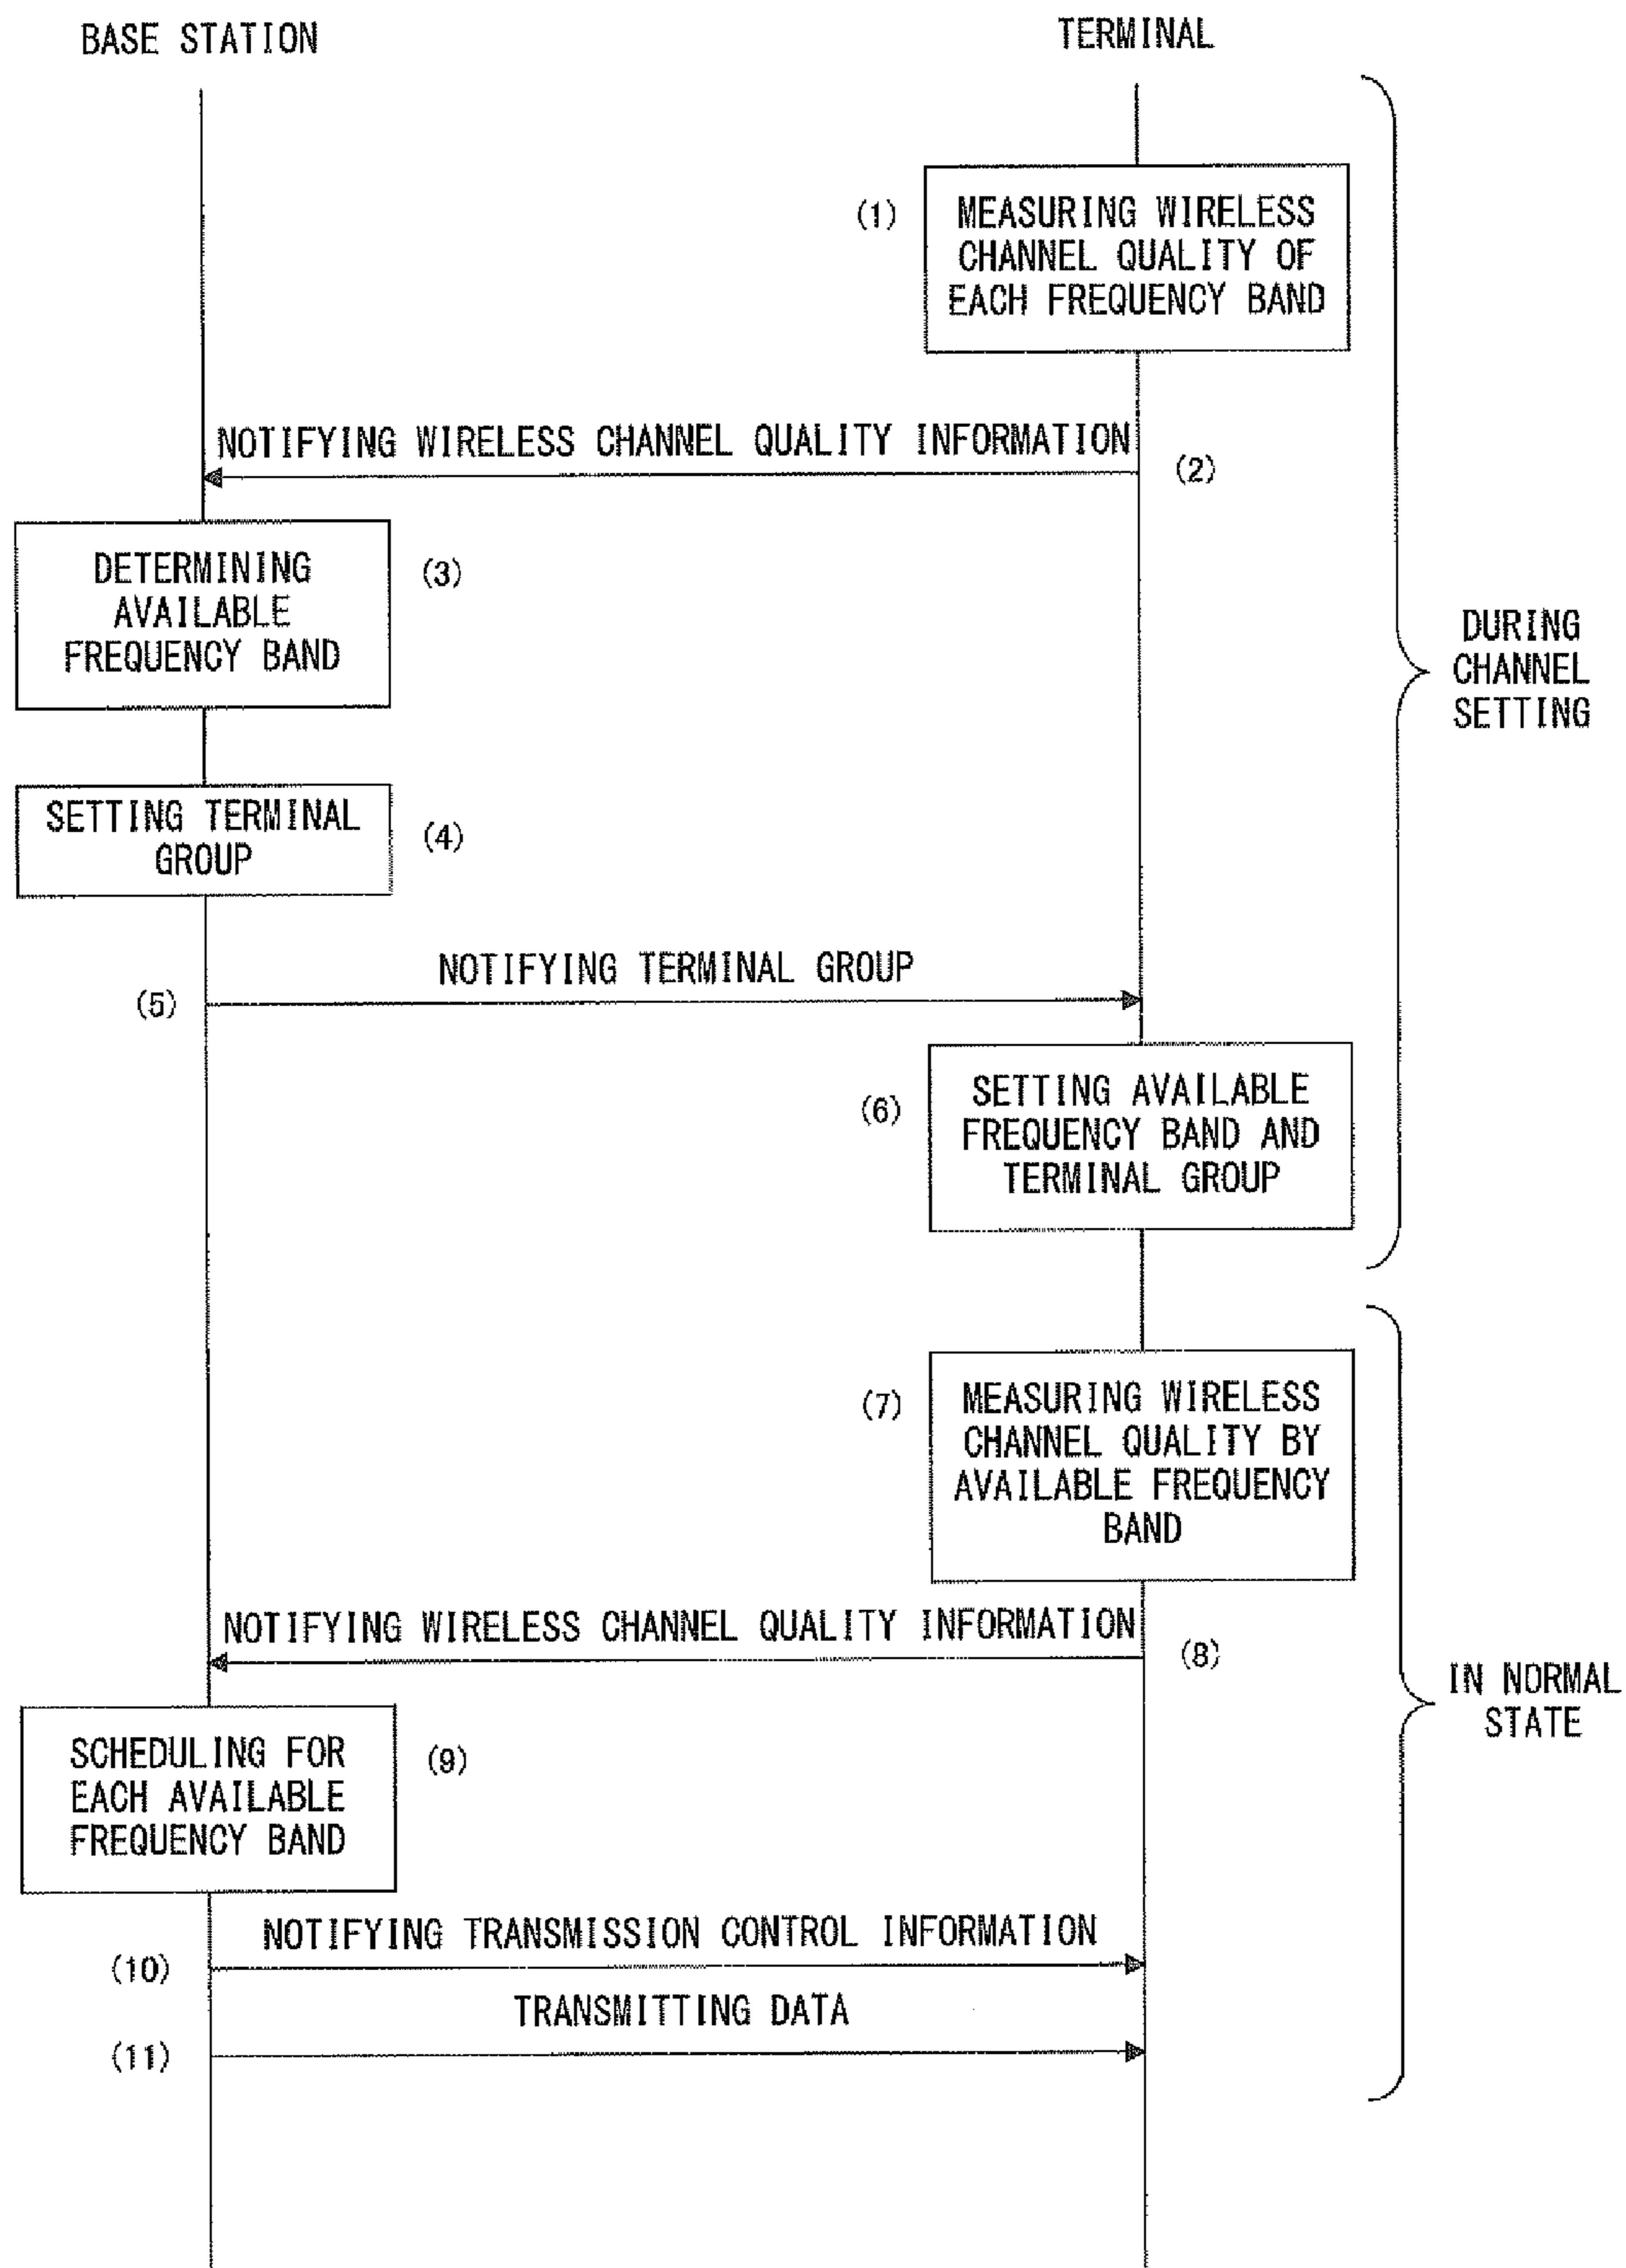 BASE STATION
TERMINAL
(1)
MEASURING WIRELESS
CHANNEL QUALITY OF
EACH FREQUENCY BAND
NOTIFYING WIRELESS CHANNEL QUALITY INFORMATION
(2)
DETERMINING
AVAILABLE
FREQUENCY BAND
(3)
DURING
CHANNEL
SETTING
SETTING TERMINAL
GROUP
(4)
NOTIFYING TERMINAL GROUP
(5)
SETTING AVAILABLE
FREQUENCY BAND AND
TERMINAL GROUP
(6)
(7)
MEASURING WIRELESS
CHANNEL QUALITY BY
AVAILABLE FREQUENCY
BAND
NOTIFYING WIRELESS CHANNEL QUALITY INFORMATION
(8)
IN NORMAL
STATE
SCHEDULING FOR
EACH AVAILABLE
FREQUENCY BAND
(9)
NOTIFYING TRANSMISSION CONTROL INFORMATION
(10)
TRANSMITTING DATA
(11)